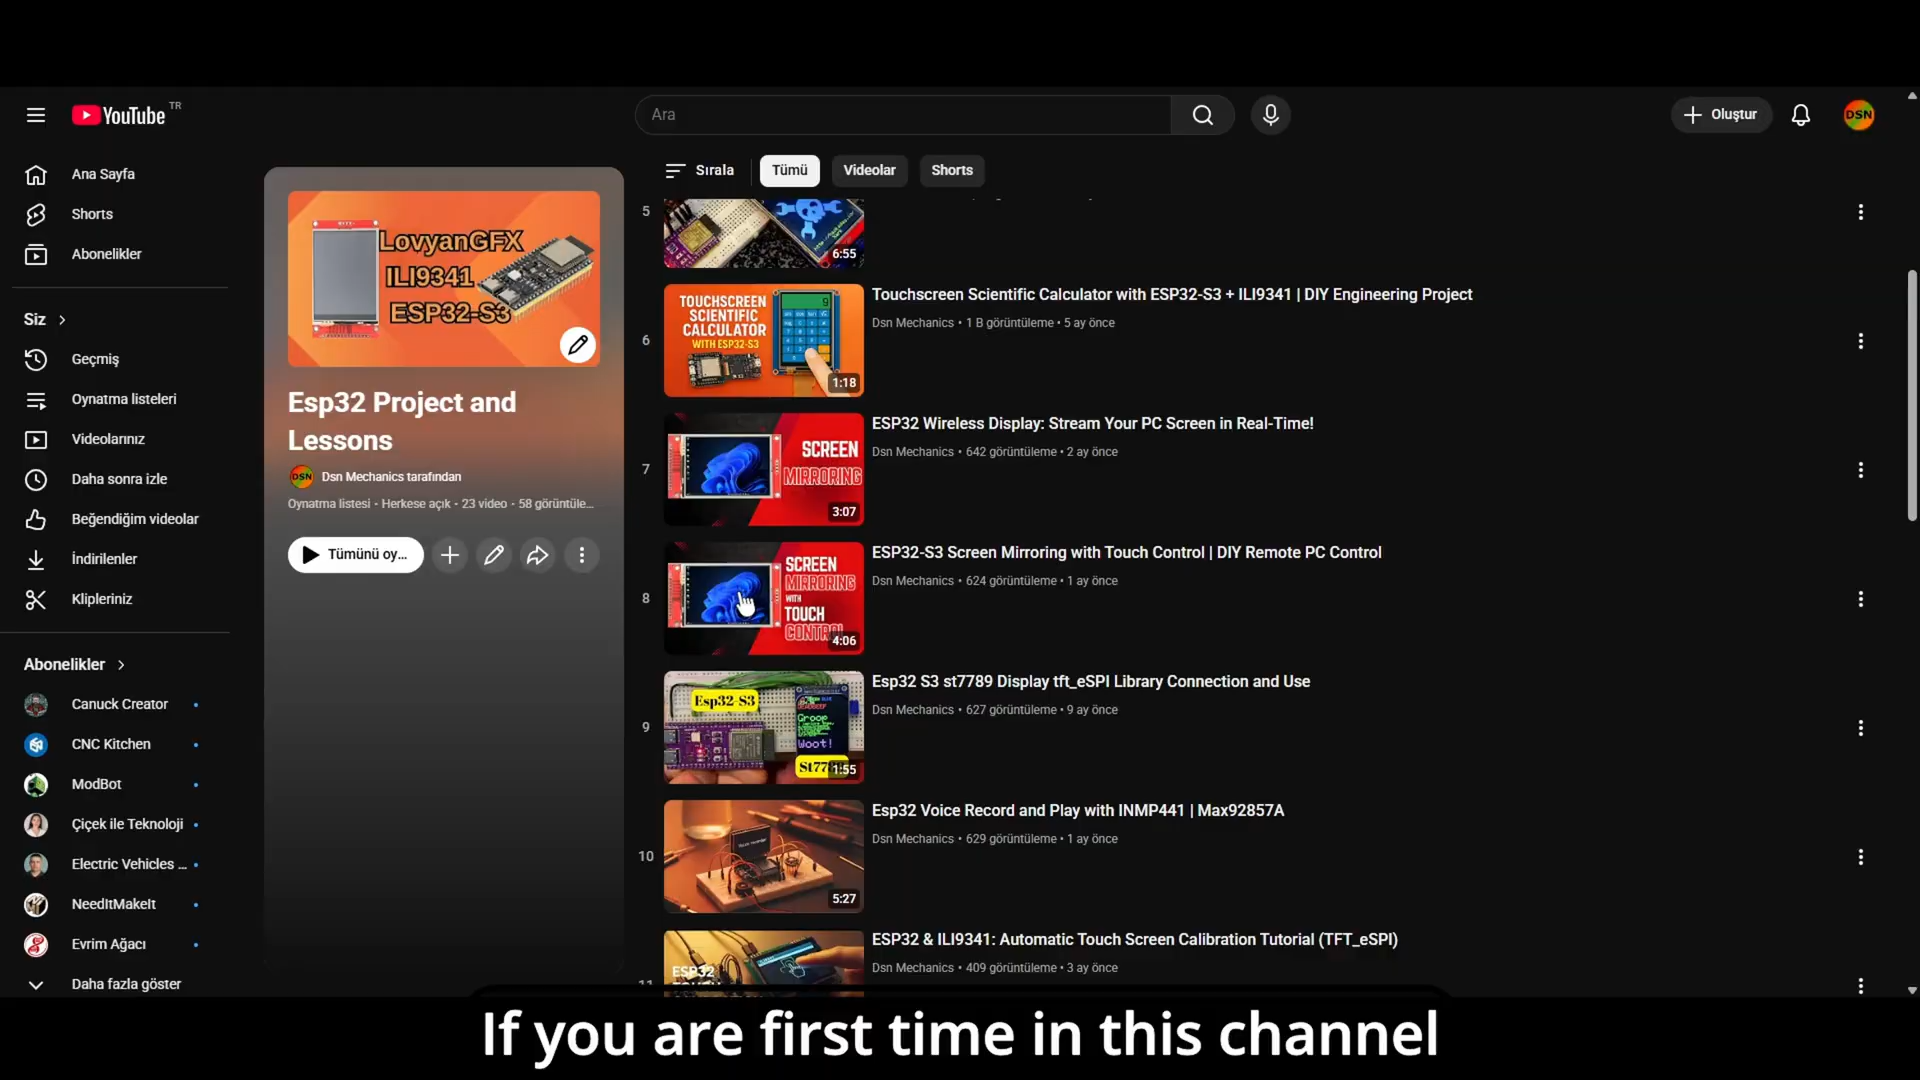 YouTube TR
Ara
Oluştur
DSN
Ana Sayfa
Shorts
Abonelikler
Siz
Geçmiş
Oynatma listeleri
Videolarınız
Daha sonra izle
Beğendiğim videolar
İndirilenler
Klipleriniz
Abonelikler
Canuck Creator
CNC Kitchen
ModBot
Çiçek ile Teknoloji
Electric Vehicles ...
NeedItMakeIt
Evrim Ağacı
Daha fazla göster
LovyanGFX
ILI9341
ESP32-S3
Esp32 Project and
Lessons
DSN Dsn Mechanics tarafından
Oynatma listesi • Herkese açık • 23 video • 58 görüntüle...
Tümünü oy...
Sırala
Tümü
Videolar
Shorts
5
6:55
6
TOUCHSCREEN
SCIENTIFIC
CALCULATOR
WITH ESP32-S3
9
1:18
Touchscreen Scientific Calculator with ESP32-S3 + ILI9341 | DIY Engineering Project
Dsn Mechanics • 1 B görüntüleme • 5 ay önce
7
SCREEN
MIRRORING
3:07
ESP32 Wireless Display: Stream Your PC Screen in Real-Time!
Dsn Mechanics • 642 görüntüleme • 2 ay önce
8
SCREEN
MIRRORING
WITH
TOUCH
CONTROL
4:06
ESP32-S3 Screen Mirroring with Touch Control | DIY Remote PC Control
Dsn Mechanics • 624 görüntüleme • 1 ay önce
9
Esp32-S3
Groop
Woot!
St77
1:55
Esp32 S3 st7789 Display tft_eSPI Library Connection and Use
Dsn Mechanics • 627 görüntüleme • 9 ay önce
10
5:27
Esp32 Voice Record and Play with INMP441 | Max92857A
Dsn Mechanics • 629 görüntüleme • 1 ay önce
11
ESP32
ESP32 & ILI9341: Automatic Touch Screen Calibration Tutorial (TFT_eSPI)
Dsn Mechanics • 409 görüntüleme • 3 ay önce
If you are first time in this channel